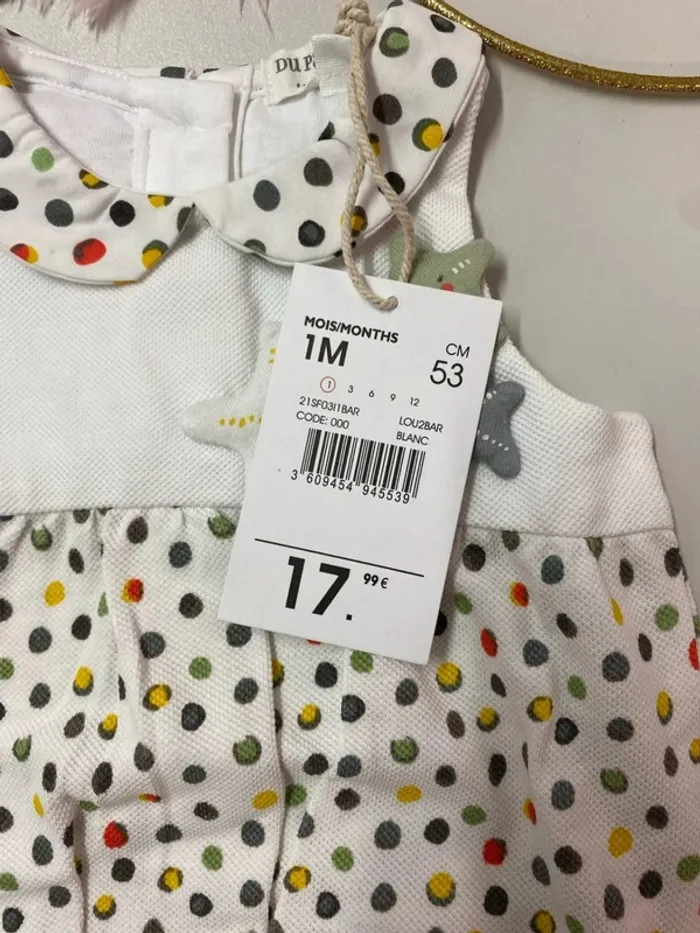 DU P
MOIS/MONTHS
1M
CM
53
1 3 6 9 12
21SF03I1BAR
LOU2BAR
CODE: 000
BLANC
3 609454 945539
17.99€